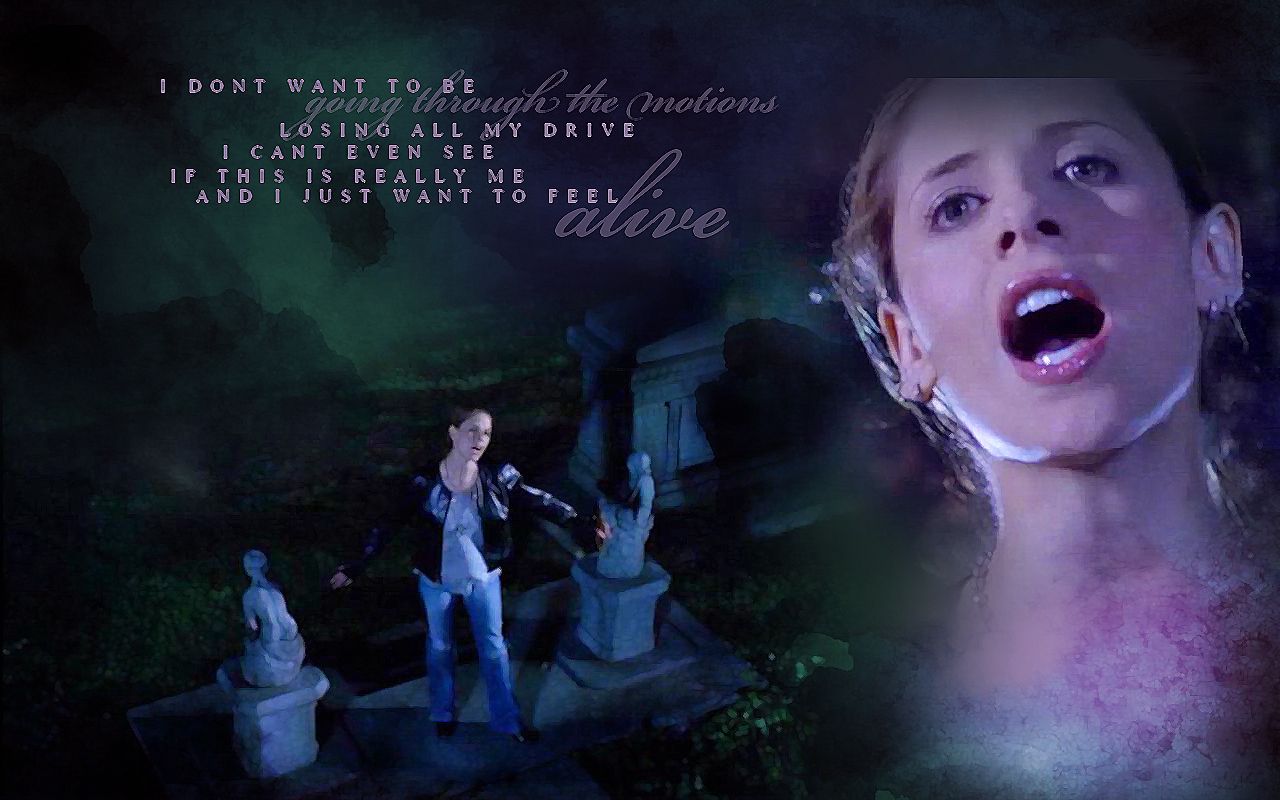 I DONT WANT TO BE
going through the motions
LOSING ALL MY DRIVE
I CANT EVEN SEE
IF THIS IS REALLY ME
AND I JUST WANT TO FEEL
alive